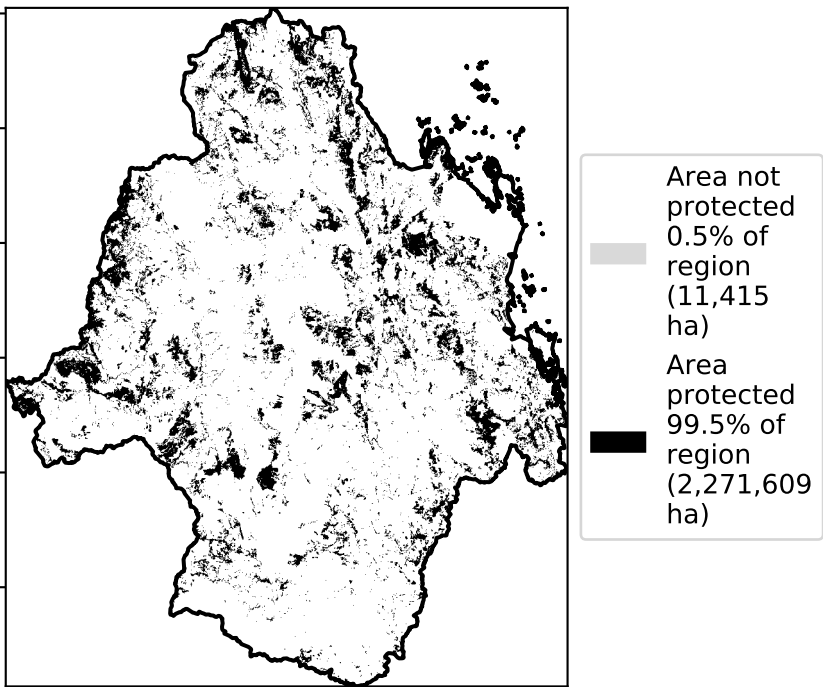 Area not
protected
0.5% of
region
(11,415
ha)
Area
protected
99.5% of
region
(2,271,609
ha)